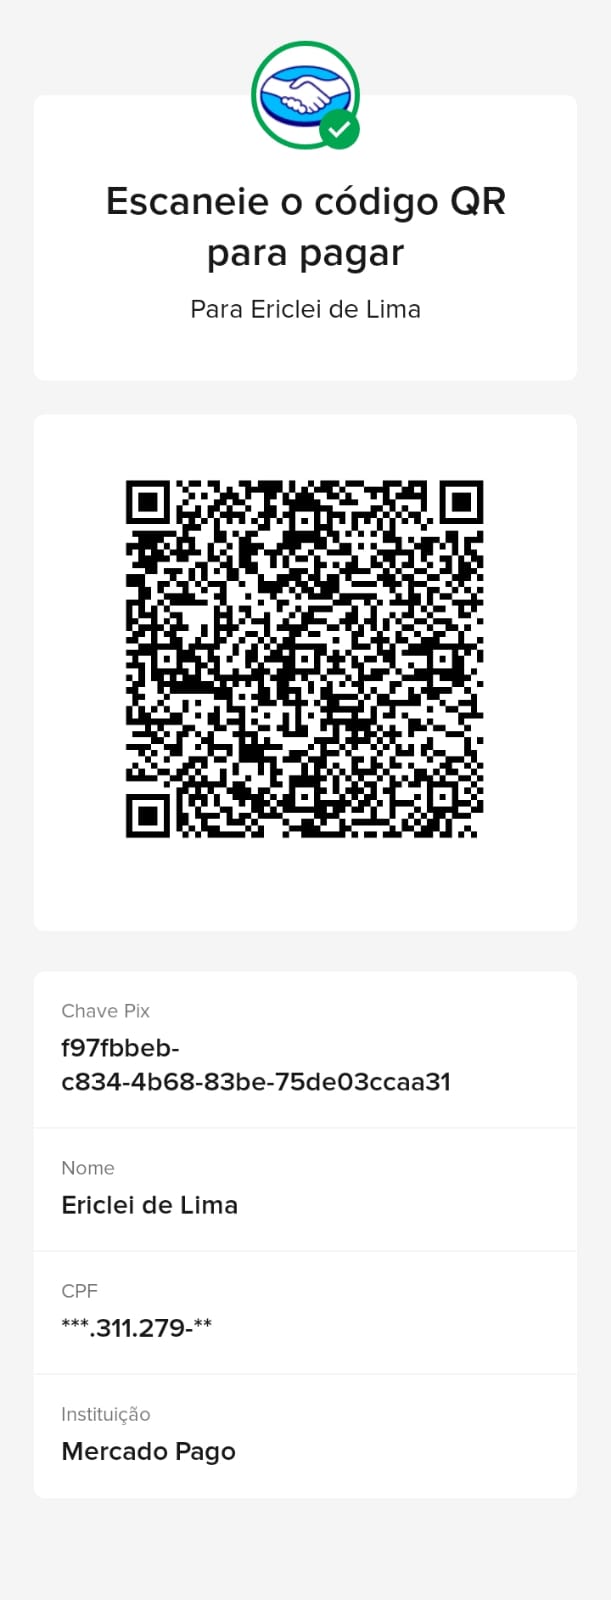 Escaneie o código QR
para pagar
Para Ericlei de Lima
Chave Pix
f97fbbeb-
c834-4b68-83be-75de03ccaa31
Nome
Ericlei de Lima
CPF
***.311.279-**
Instituição
Mercado Pago